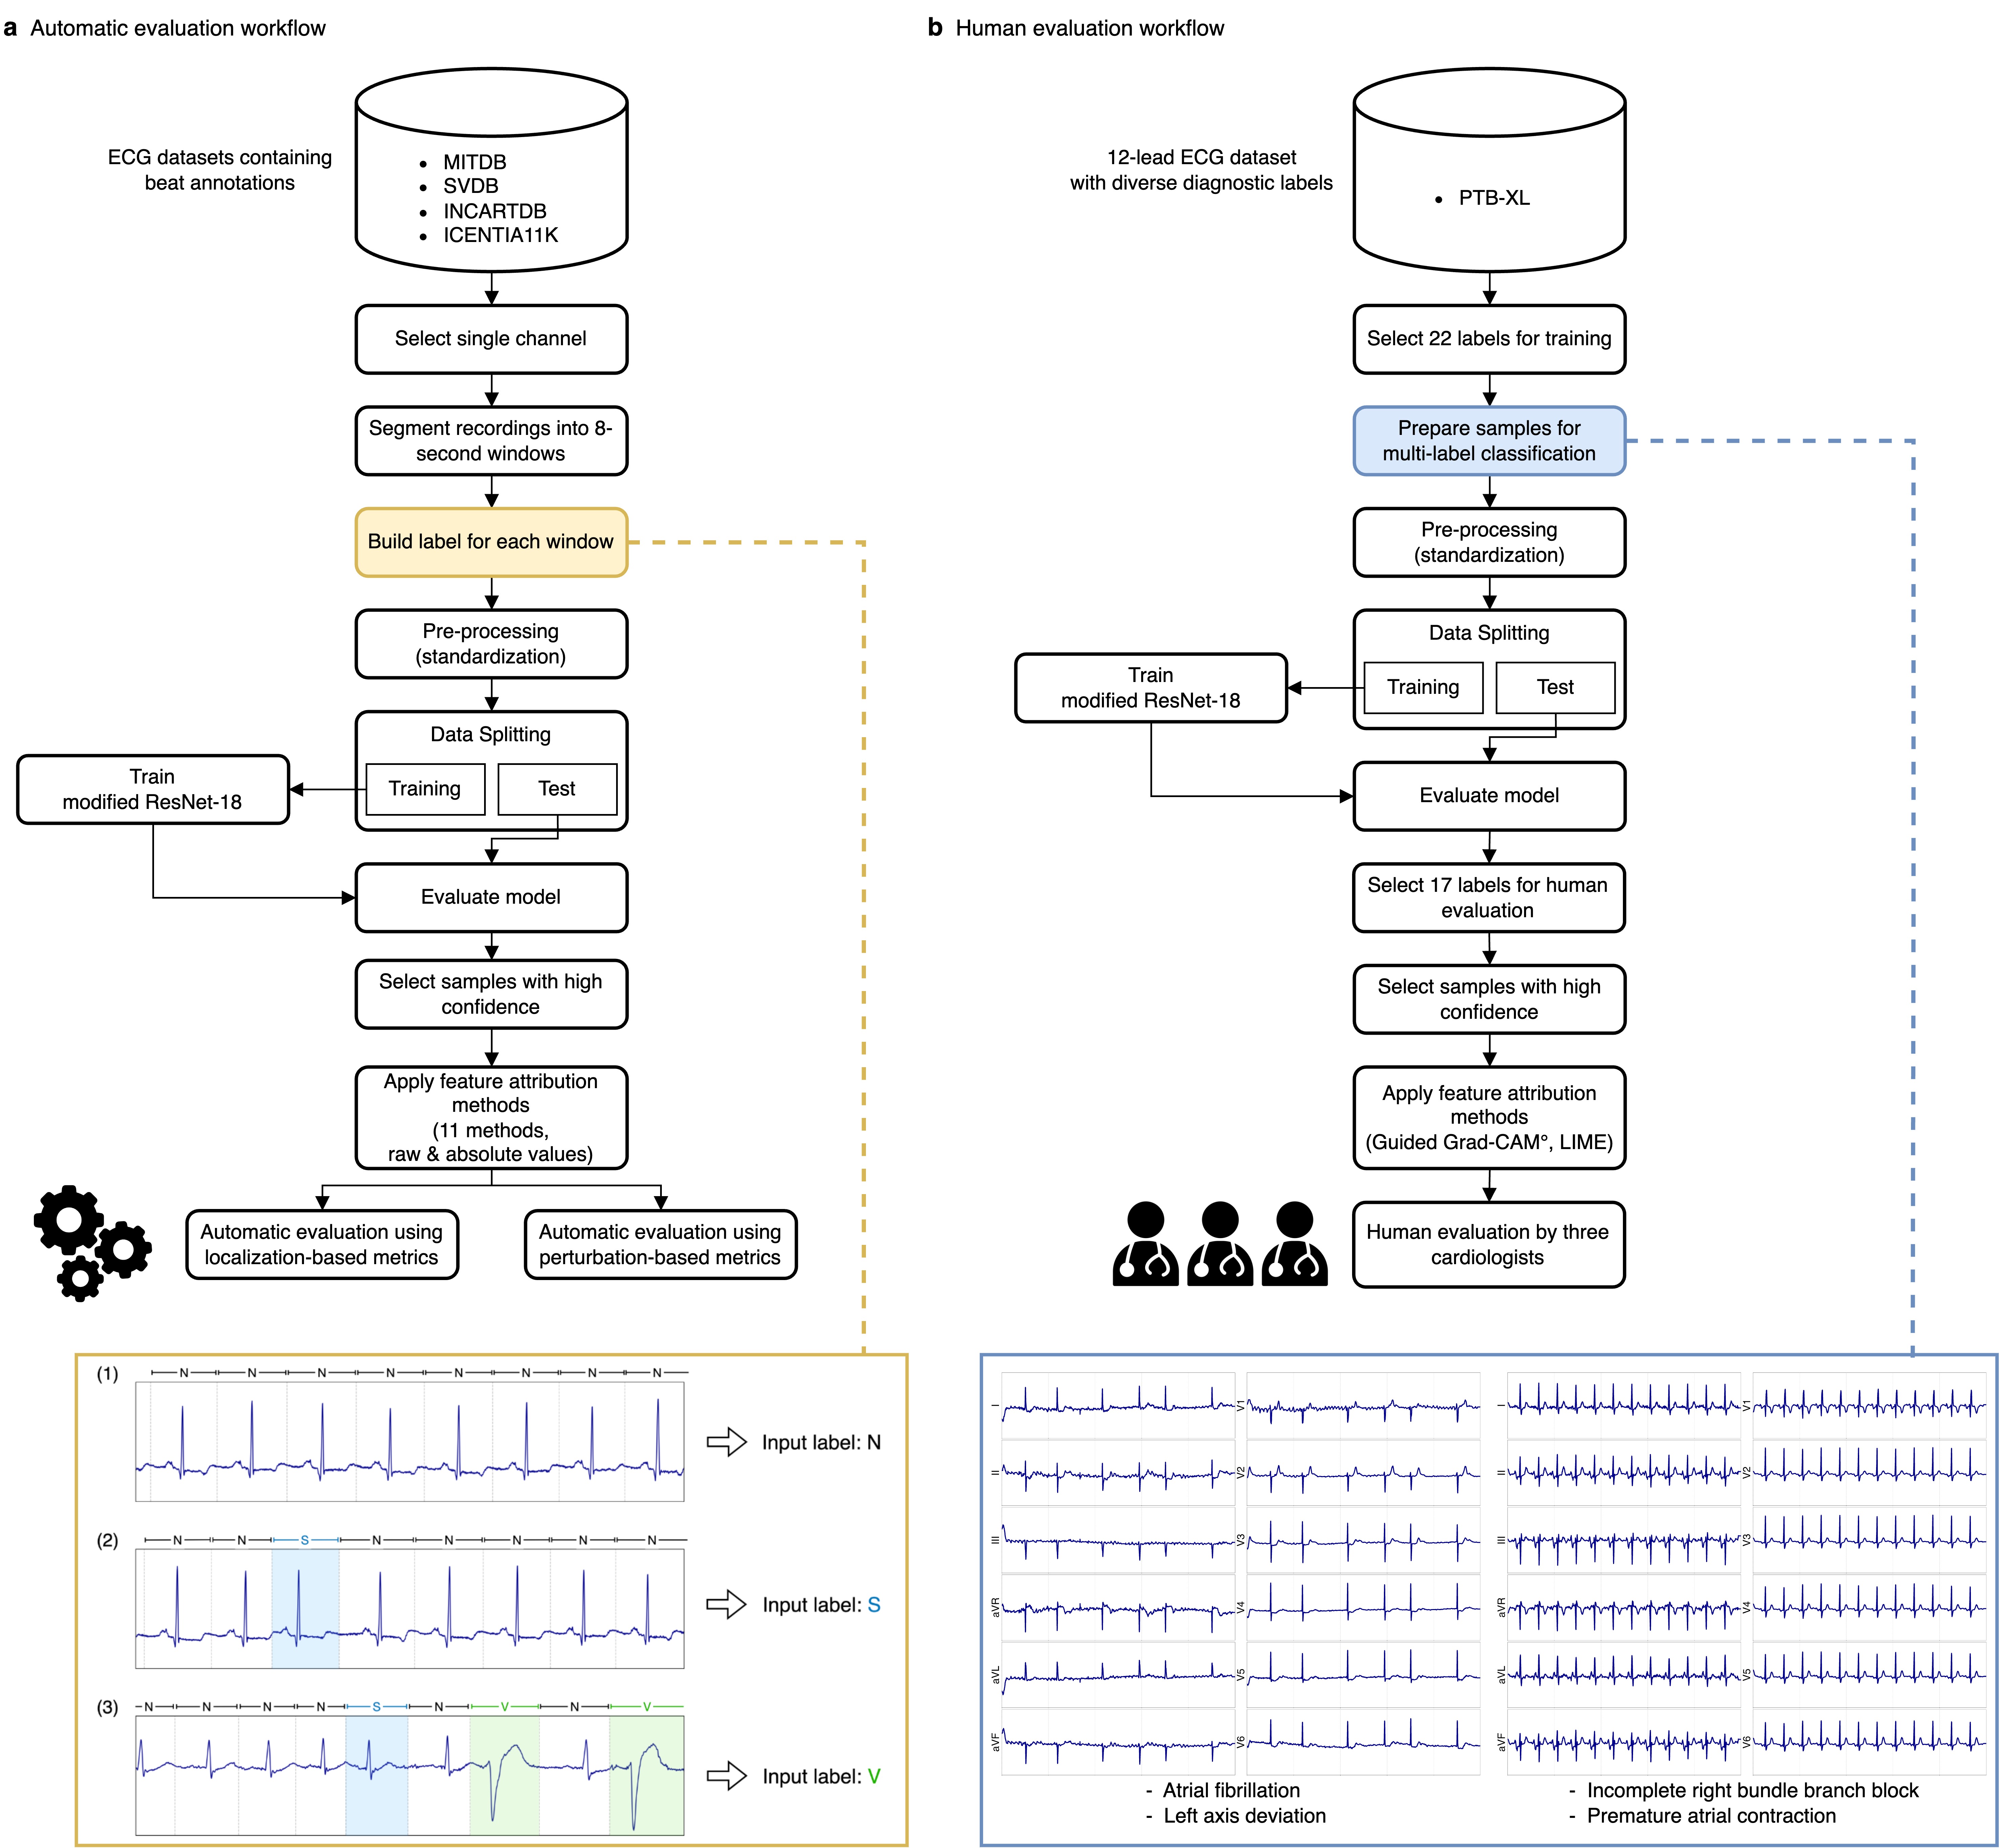 a Automatic evaluation workflow
ECG datasets containing
beat annotations
• MITDB
• SVDB
• INCARTDB
• ICENTIA11K
Select single channel
Segment recordings into 8-
second windows
Build label for each window
Pre-processing
(standardization)
Data Splitting
Training
Test
Train
modified ResNet-18
Evaluate model
Select samples with high
confidence
Apply feature attribution
methods
(11 methods,
raw & absolute values)
Automatic evaluation using
localization-based metrics
Automatic evaluation using
perturbation-based metrics
(1)
N N N N N N N N
Input label: N
(2)
N N S N N N N N
Input label: S
(3)
N N N N S N V N V
Input label: V
b Human evaluation workflow
12-lead ECG dataset
with diverse diagnostic labels
• PTB-XL
Select 22 labels for training
Prepare samples for
multi-label classification
Pre-processing
(standardization)
Data Splitting
Training
Test
Train
modified ResNet-18
Evaluate model
Select 17 labels for human
evaluation
Select samples with high
confidence
Apply feature attribution
methods
(Guided Grad-CAM°, LIME)
Human evaluation by three
cardiologists
I
II
III
aVR
aVL
aVF
V1
V2
V3
V4
V5
V6
- Atrial fibrillation
- Left axis deviation
I
II
III
aVR
aVL
aVF
V1
V2
V3
V4
V5
V6
- Incomplete right bundle branch block
- Premature atrial contraction